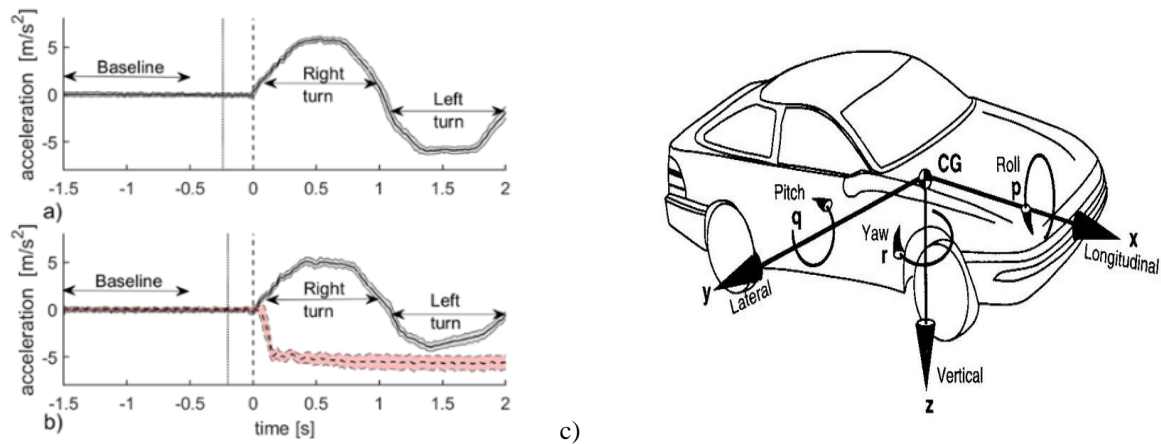 acceleration [m/s²]
5
0
-5
Baseline
Right
turn
Left
turn
-1.5 -1 -0.5 0 0.5 1 1.5 2
a)
acceleration [m/s²]
5
0
-5
Baseline
Right
turn
Left
turn
-1.5 -1 -0.5 0 0.5 1 1.5 2
b)
time [s]
c)
CG
Roll
p
Pitch
q
Yaw
r
x
Longitudinal
y
Lateral
Vertical
z